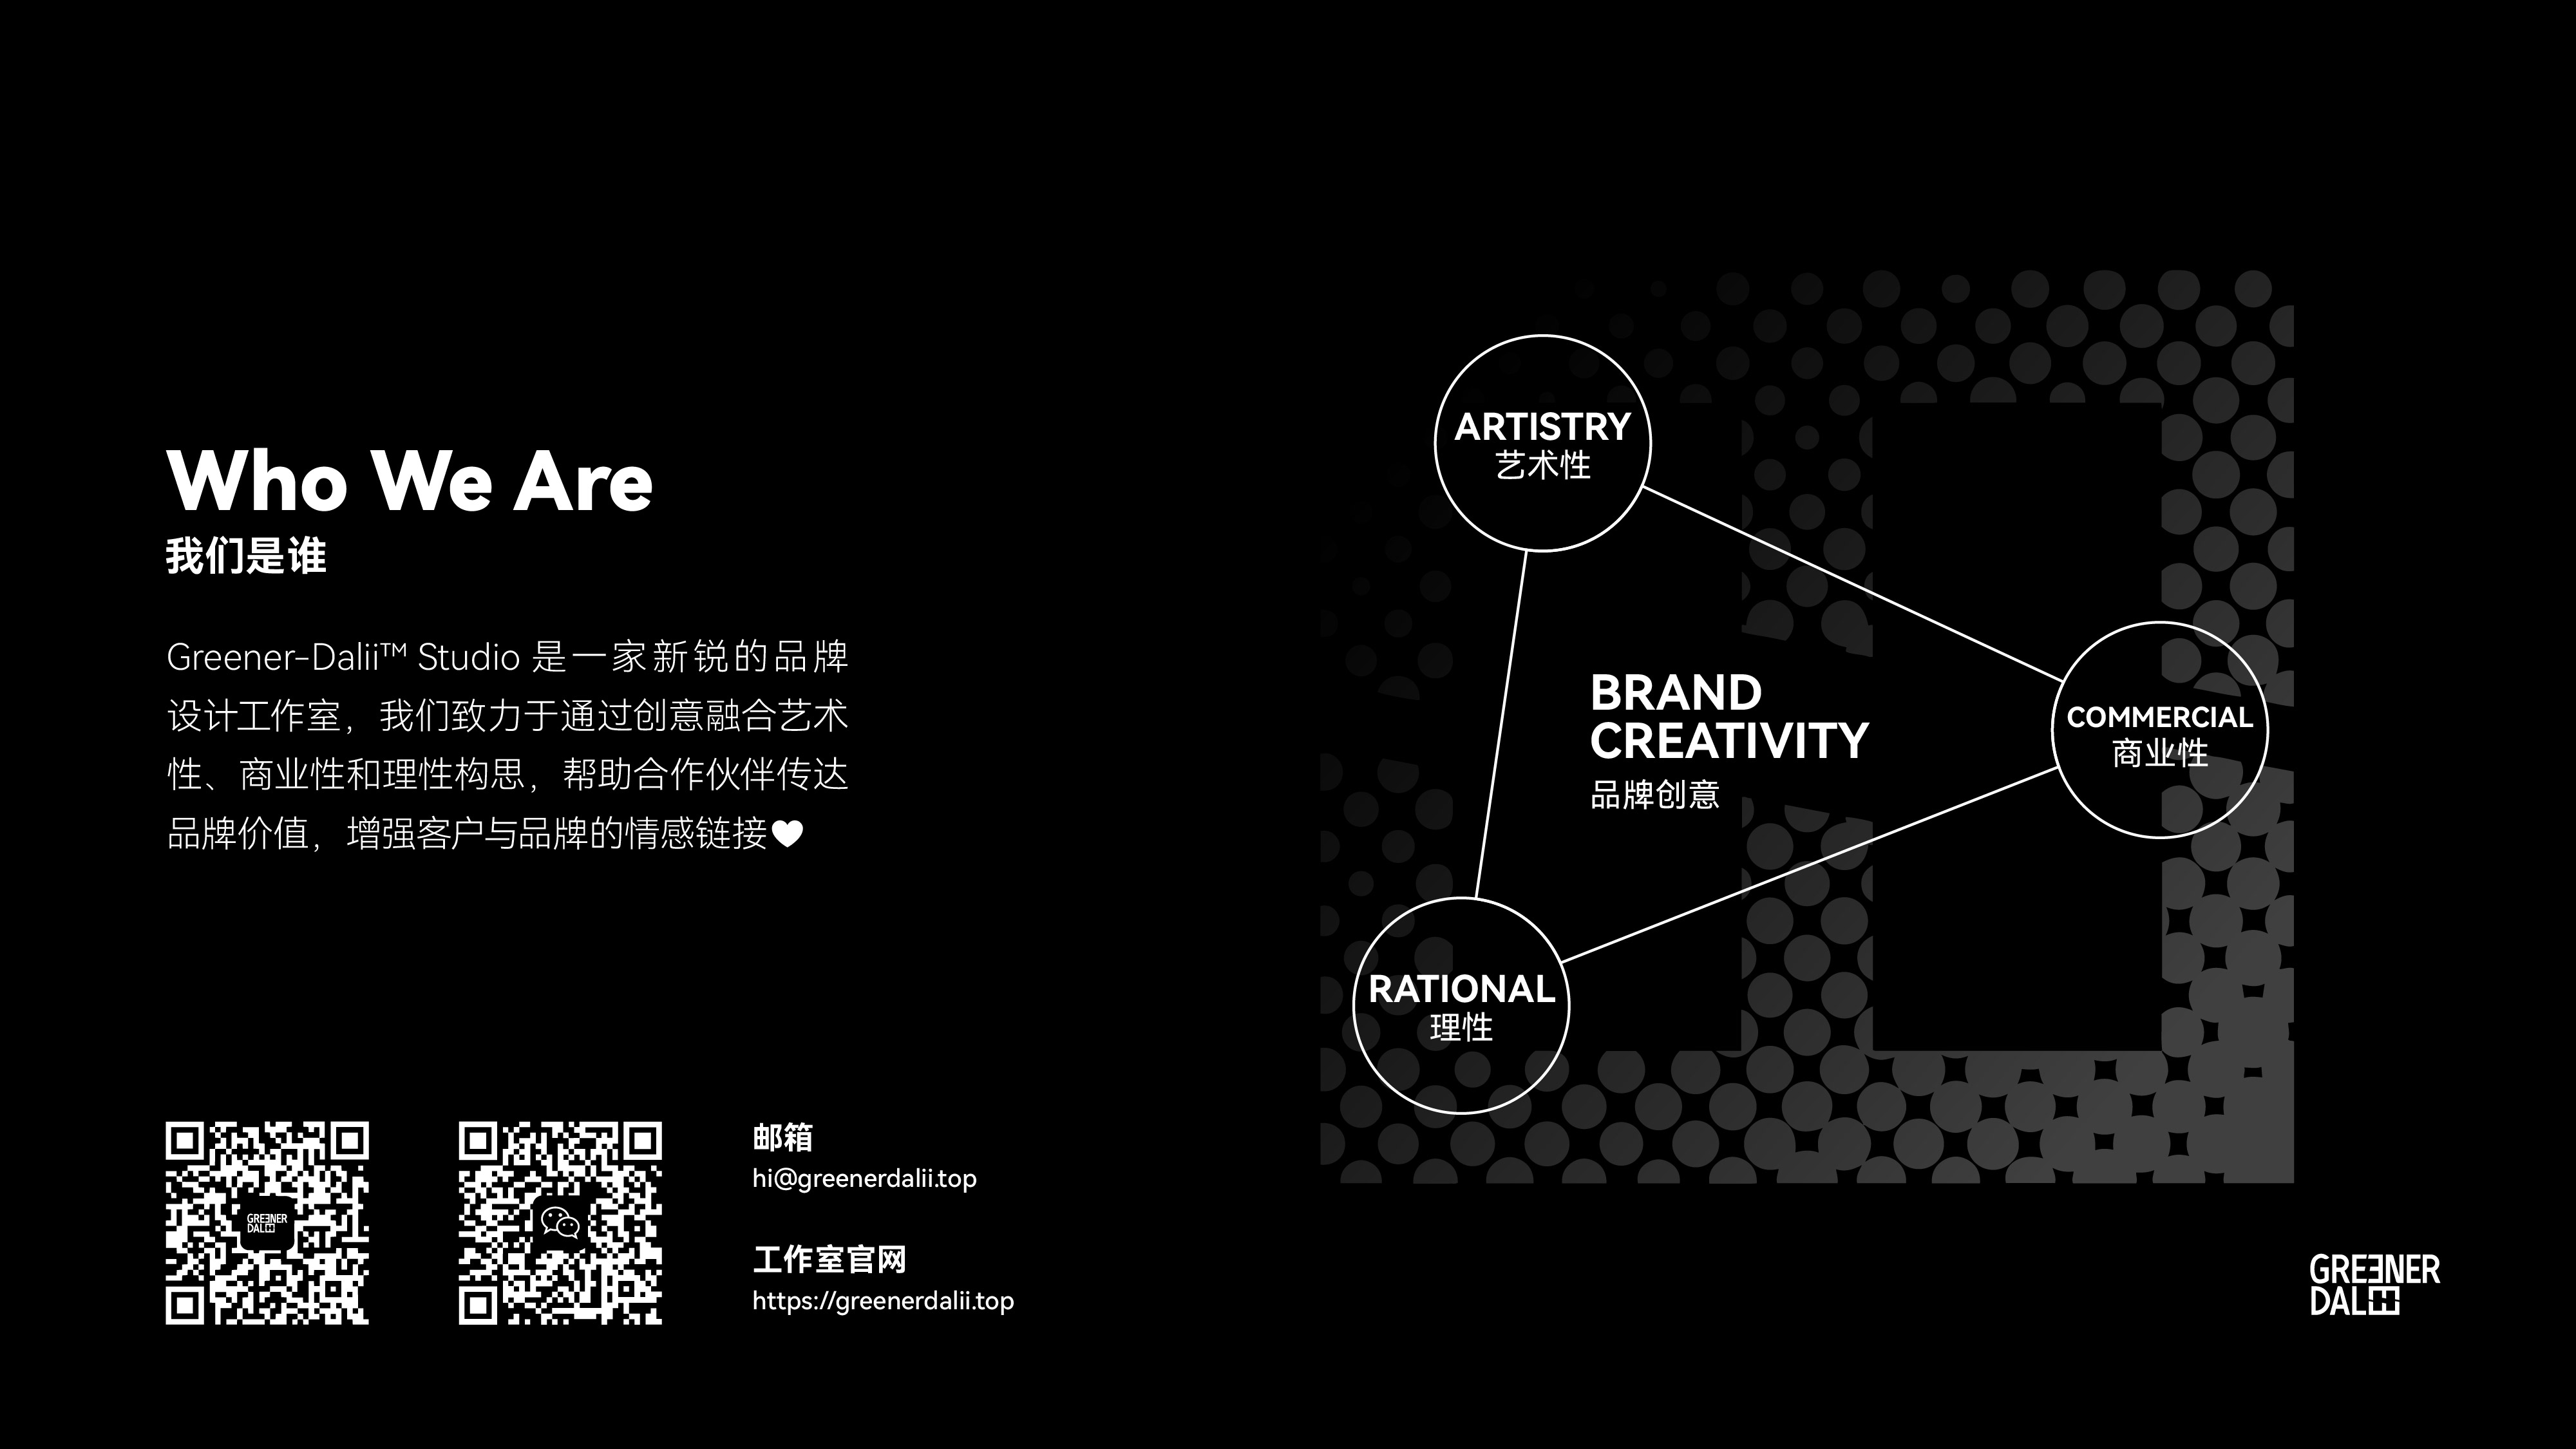 Who We Are
我们是谁
Greener-Dalii™ Studio 是一家新锐的品牌
设计工作室，我们致力于通过创意融合艺术
性、商业性和理性构思，帮助合作伙伴传达
品牌价值，增强客户与品牌的情感链接♥
ARTISTRY
艺术性
COMMERCIAL
商业性
BRAND
CREATIVITY
品牌创意
RATIONAL
理性
GREENER
DALII
邮箱
hi@greenerdalii.top
工作室官网
https://greenerdalii.top
GREENER
DALII